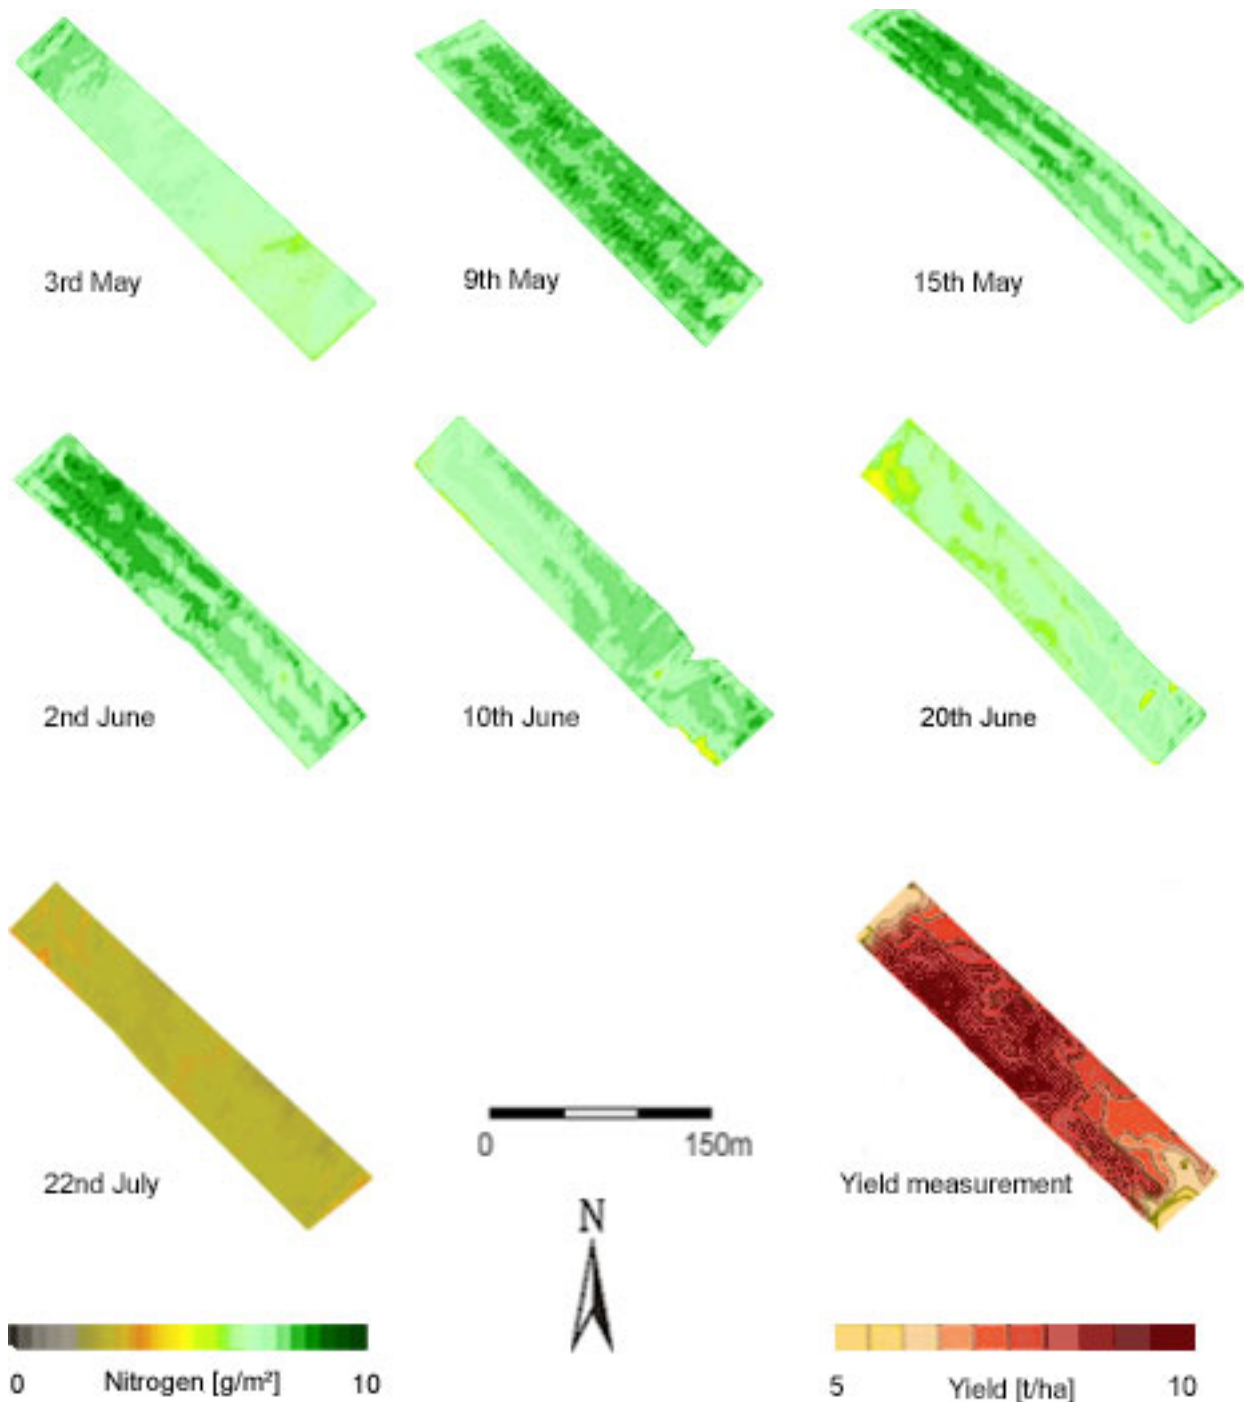 3rd May
9th May
15th May
2nd June
10th June
20th June
22nd July
0 150m
Yield measurement
N
0 Nitrogen [g/m²] 10
5 Yield [t/ha] 10